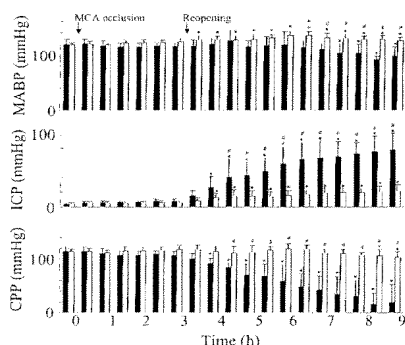 MCA occlusion Reopening
MABP (mmHg)
100
0
ICP (mmHg)
100
0
CPP (mmHg)
100
0
0 1 2 3 4 5 6 7 8 9
Time (h)